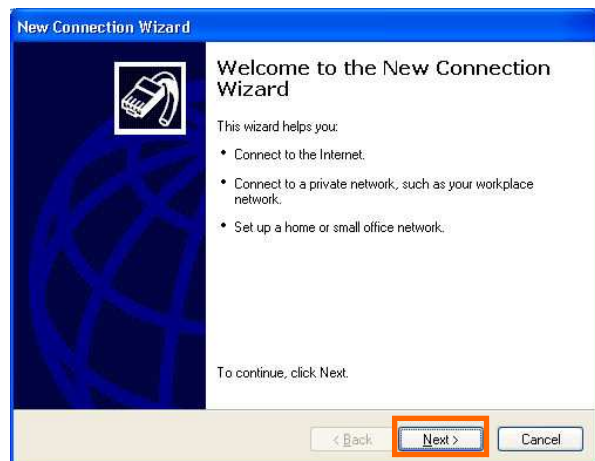 New Connection Wizard
Welcome to the New Connection
Wizard
This wizard helps you:
• Connect to the Internet.
• Connect to a private network, such as your workplace
network.
• Set up a home or small office network.
To continue, click Next.
< Back Next > Cancel